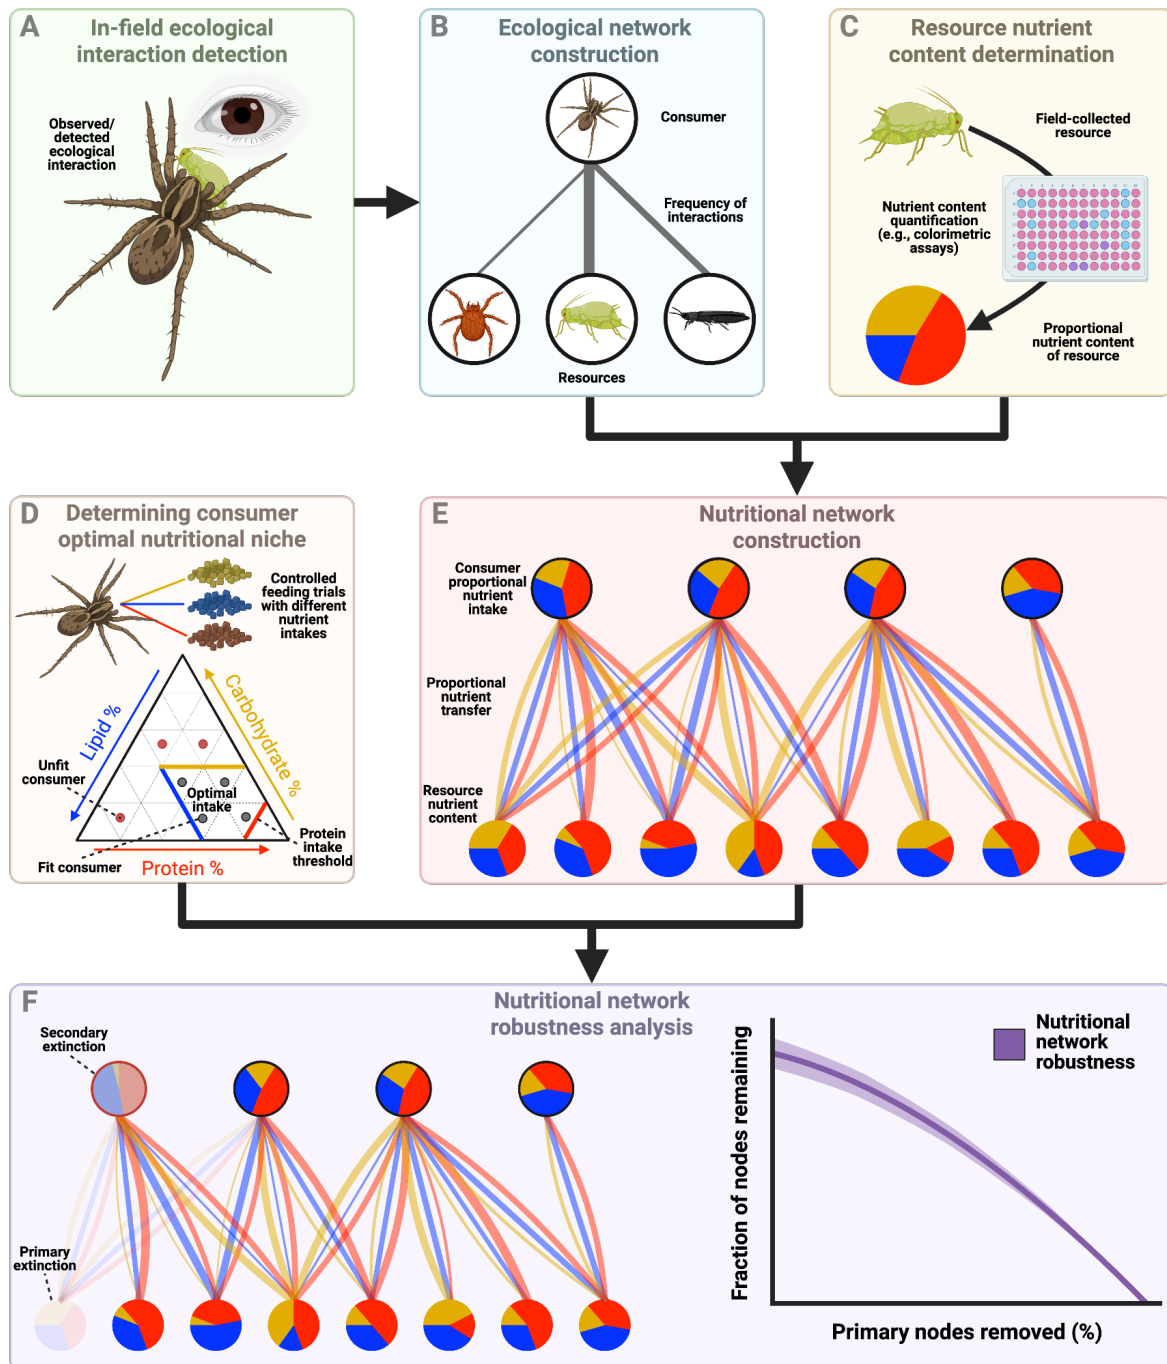 A
In-field ecological
interaction detection
Observed/
detected
ecological
interaction
B
Ecological network
construction
Consumer
Frequency of
interactions
Resources
C
Resource nutrient
content determination
Field-collected
resource
Nutrient content
quantification
(e.g., colorimetric
assays)
Proportional
nutrient content
of resource
D
Determining consumer
optimal nutritional niche
Controlled
feeding trials
with different
nutrient
intakes
Lipid %
Carbohydrate %
Unfit
consumer
Optimal
intake
Fit consumer
Protein
intake
threshold
Protein %
E
Nutritional network
construction
Consumer
proportional
nutrient
intake
Proportional
nutrient
transfer
Resource
nutrient
content
F
Nutritional network
robustness analysis
Secondary
extinction
Primary
extinction
Fraction of nodes remaining
Nutritional
network
robustness
Primary nodes removed (%)